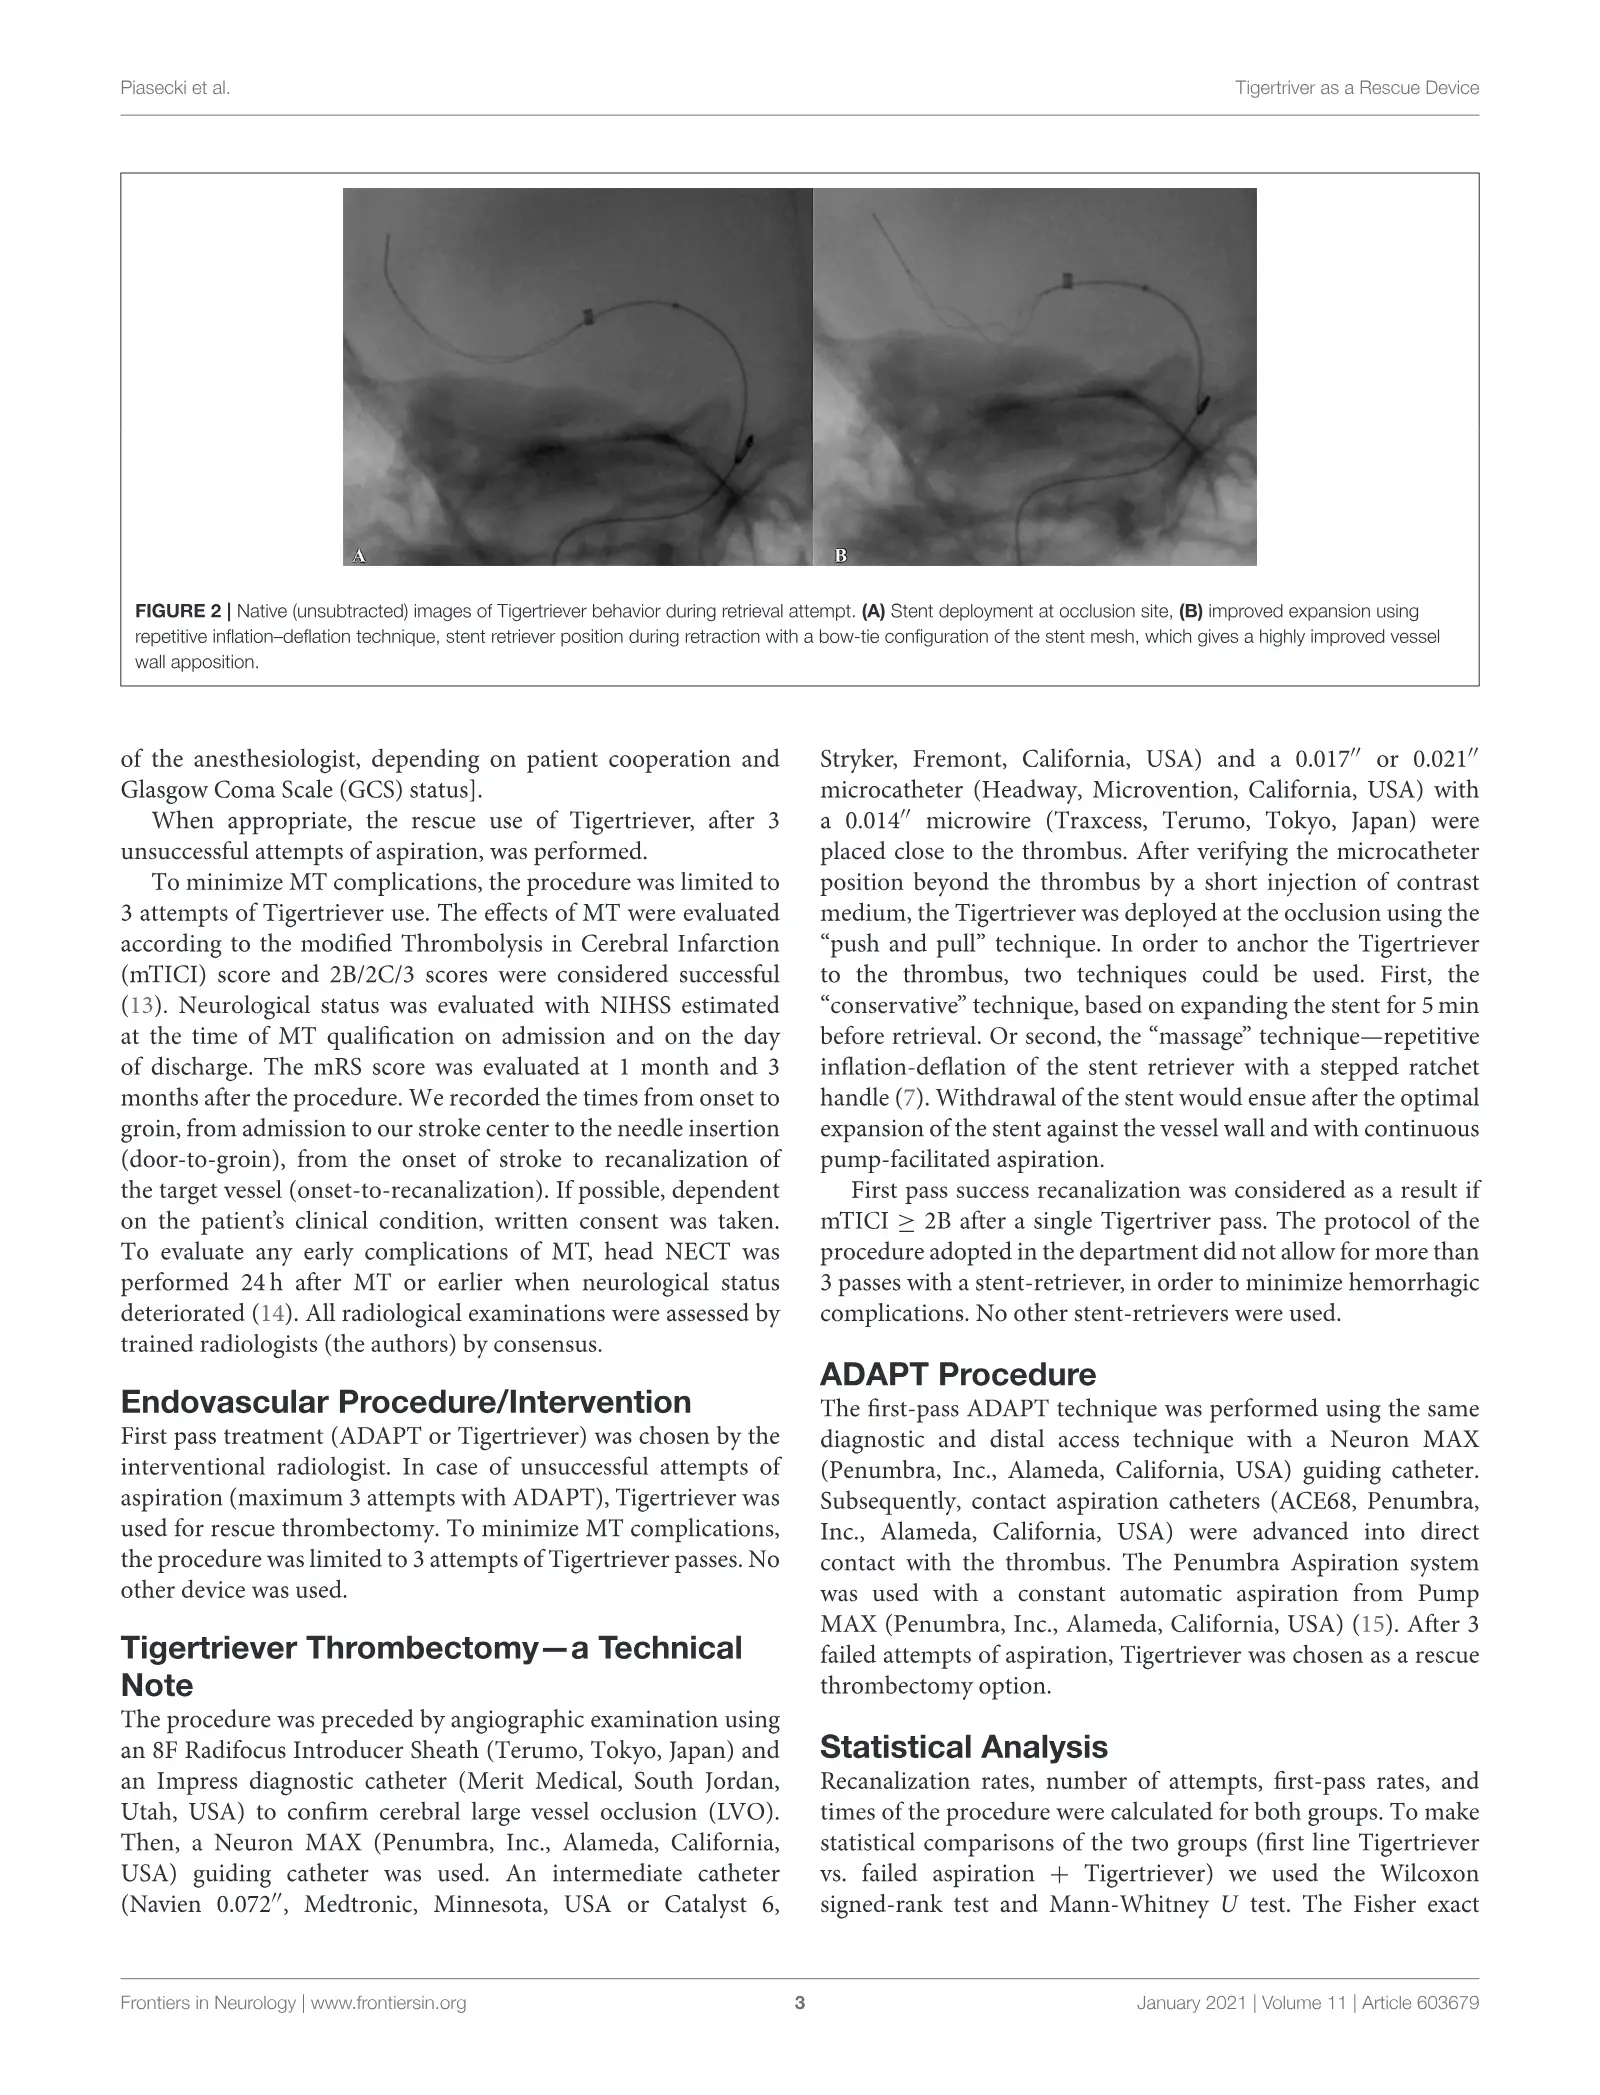 Piasecki et al.
Tigertriver as a Rescue Device
A
B
FIGURE 2 | Native (unsubtracted) images of Tigertriever behavior during retrieval attempt. (A) Stent deployment at occlusion site, (B) improved expansion using
repetitive inflation–deflation technique, stent retriever position during retraction with a bow-tie configuration of the stent mesh, which gives a highly improved vessel
wall apposition.
of the anesthesiologist, depending on patient cooperation and
Glasgow Coma Scale (GCS) status].
When appropriate, the rescue use of Tigertriever, after 3
unsuccessful attempts of aspiration, was performed.
To minimize MT complications, the procedure was limited to
3 attempts of Tigertriever use. The effects of MT were evaluated
according to the modified Thrombolysis in Cerebral Infarction
(mTICI) score and 2B/2C/3 scores were considered successful
(13). Neurological status was evaluated with NIHSS estimated
at the time of MT qualification on admission and on the day
of discharge. The mRS score was evaluated at 1 month and 3
months after the procedure. We recorded the times from onset to
groin, from admission to our stroke center to the needle insertion
(door-to-groin), from the onset of stroke to recanalization of
the target vessel (onset-to-recanalization). If possible, dependent
on the patient's clinical condition, written consent was taken.
To evaluate any early complications of MT, head NECT was
performed 24 h after MT or earlier when neurological status
deteriorated (14). All radiological examinations were assessed by
trained radiologists (the authors) by consensus.
Endovascular Procedure/Intervention
First pass treatment (ADAPT or Tigertriever) was chosen by the
interventional radiologist. In case of unsuccessful attempts of
aspiration (maximum 3 attempts with ADAPT), Tigertriever was
used for rescue thrombectomy. To minimize MT complications,
the procedure was limited to 3 attempts of Tigertriever passes. No
other device was used.
Tigertriever Thrombectomy—a Technical
Note
The procedure was preceded by angiographic examination using
an 8F Radifocus Introducer Sheath (Terumo, Tokyo, Japan) and
an Impress diagnostic catheter (Merit Medical, South Jordan,
Utah, USA) to confirm cerebral large vessel occlusion (LVO).
Then, a Neuron MAX (Penumbra, Inc., Alameda, California,
USA) guiding catheter was used. An intermediate catheter
(Navien 0.072″, Medtronic, Minnesota, USA or Catalyst 6,
Stryker, Fremont, California, USA) and a 0.017″ or 0.021″
microcatheter (Headway, Microvention, California, USA) with
a 0.014″ microwire (Traxcess, Terumo, Tokyo, Japan) were
placed close to the thrombus. After verifying the microcatheter
position beyond the thrombus by a short injection of contrast
medium, the Tigertriever was deployed at the occlusion using the
“push and pull” technique. In order to anchor the Tigertriever
to the thrombus, two techniques could be used. First, the
“conservative” technique, based on expanding the stent for 5 min
before retrieval. Or second, the “massage” technique—repetitive
inflation-deflation of the stent retriever with a stepped ratchet
handle (7). Withdrawal of the stent would ensue after the optimal
expansion of the stent against the vessel wall and with continuous
pump-facilitated aspiration.
First pass success recanalization was considered as a result if
mTICI ≥ 2B after a single Tigertriver pass. The protocol of the
procedure adopted in the department did not allow for more than
3 passes with a stent-retriever, in order to minimize hemorrhagic
complications. No other stent-retrievers were used.
ADAPT Procedure
The first-pass ADAPT technique was performed using the same
diagnostic and distal access technique with a Neuron MAX
(Penumbra, Inc., Alameda, California, USA) guiding catheter.
Subsequently, contact aspiration catheters (ACE68, Penumbra,
Inc., Alameda, California, USA) were advanced into direct
contact with the thrombus. The Penumbra Aspiration system
was used with a constant automatic aspiration from Pump
MAX (Penumbra, Inc., Alameda, California, USA) (15). After 3
failed attempts of aspiration, Tigertriever was chosen as a rescue
thrombectomy option.
Statistical Analysis
Recanalization rates, number of attempts, first-pass rates, and
times of the procedure were calculated for both groups. To make
statistical comparisons of the two groups (first line Tigertriever
vs. failed aspiration + Tigertriever) we used the Wilcoxon
signed-rank test and Mann-Whitney U test. The Fisher exact
Frontiers in Neurology | www.frontiersin.org
3
January 2021 | Volume 11 | Article 603679